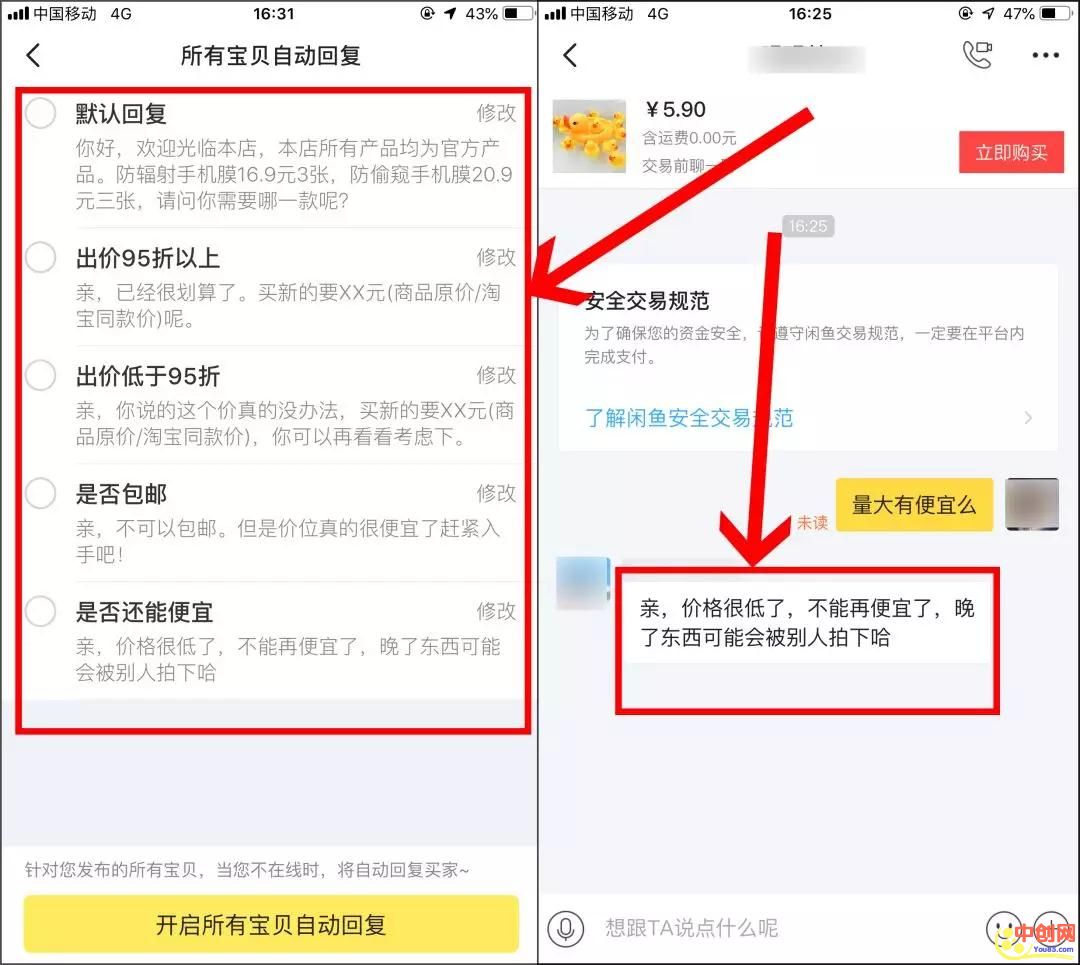 中国移动 4G 16:31 43%
所有宝贝自动回复
默认回复 修改
你好，欢迎光临本店，本店所有产品均为官方产
品。防辐射手机膜16.9元3张，防偷窥手机膜20.9
元三张，请问你需要哪一款呢？
出价95折以上 修改
亲，已经很划算了。买新的要XX元(商品原价/淘
宝同款价)呢。
出价低于95折 修改
亲，你说的这个价真的没办法，买新的要XX元(商
品原价/淘宝同款价)，你可以再看看考虑下。
是否包邮 修改
亲，不可以包邮。但是价位真的很便宜了赶紧入
手吧！
是否还能便宜 修改
亲，价格很低了，不能再便宜了，晚了东西可能
会被别人拍下哈
针对您发布的所有宝贝，当您不在线时，将自动回复买家~
开启所有宝贝自动回复
中国移动 4G 16:25 47%
¥5.90
含运费0.00元
交易前聊一
立即购买
16:25
安全交易规范
为了确保您的资金安全，遵守闲鱼交易规范，一定要在平台内
完成支付。
了解闲鱼安全交易规范
量大有便宜么
未读
亲，价格很低了，不能再便宜了，晚
了东西可能会被别人拍下哈
想跟TA说点什么呢
中创网
You85.com